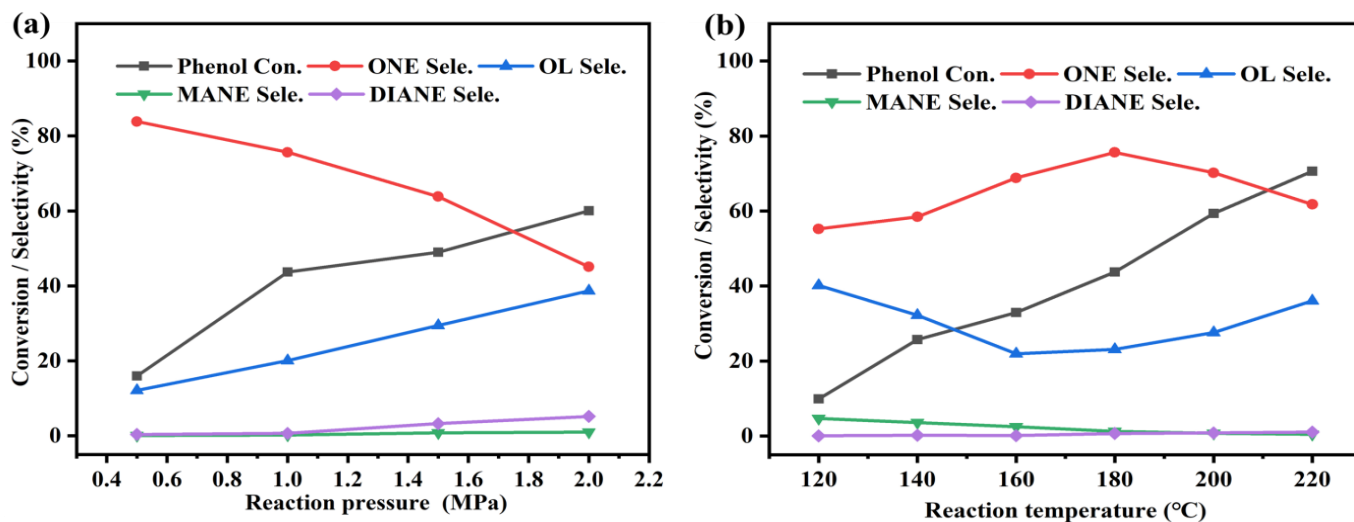 (a)
Phenol Con. ONE Sele. OL Sele.
MANE Sele. DIANE Sele.
Conversion / Selectivity (%)
100
80
60
40
20
0
0.4 0.6 0.8 1.0 1.2 1.4 1.6 1.8 2.0 2.2
Reaction pressure (MPa)
(b)
Phenol Con. ONE Sele. OL Sele.
MANE Sele. DIANE Sele.
Conversion / Selectivity (%)
100
80
60
40
20
0
120 140 160 180 200 220
Reaction temperature (℃)